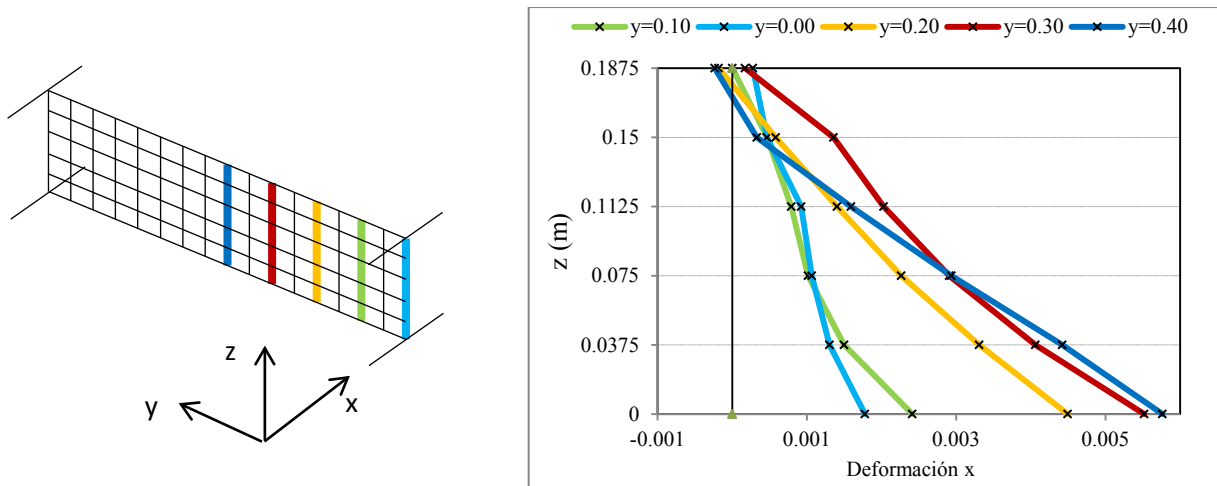 z
y
x
y=0.10 y=0.00 y=0.20 y=0.30 y=0.40
z (m)
0.1875
0.15
0.1125
0.075
0.0375
0
-0.001 0.001 0.003 0.005
Deformación x